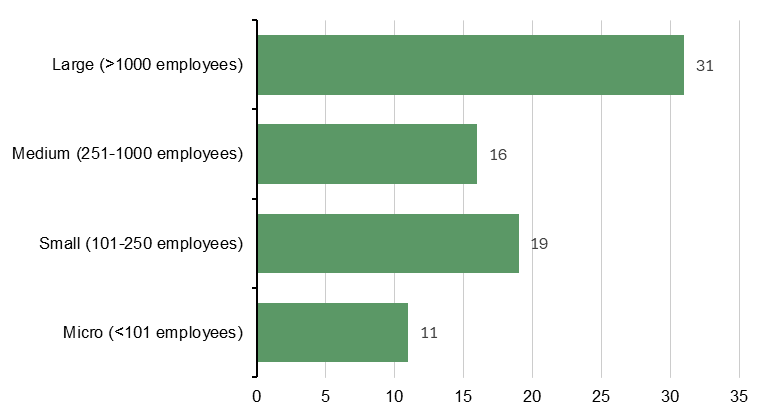 Large (>1000 employees) 31
Medium (251-1000 employees) 16
Small (101-250 employees) 19
Micro (<101 employees) 11
0 5 10 15 20 25 30 35